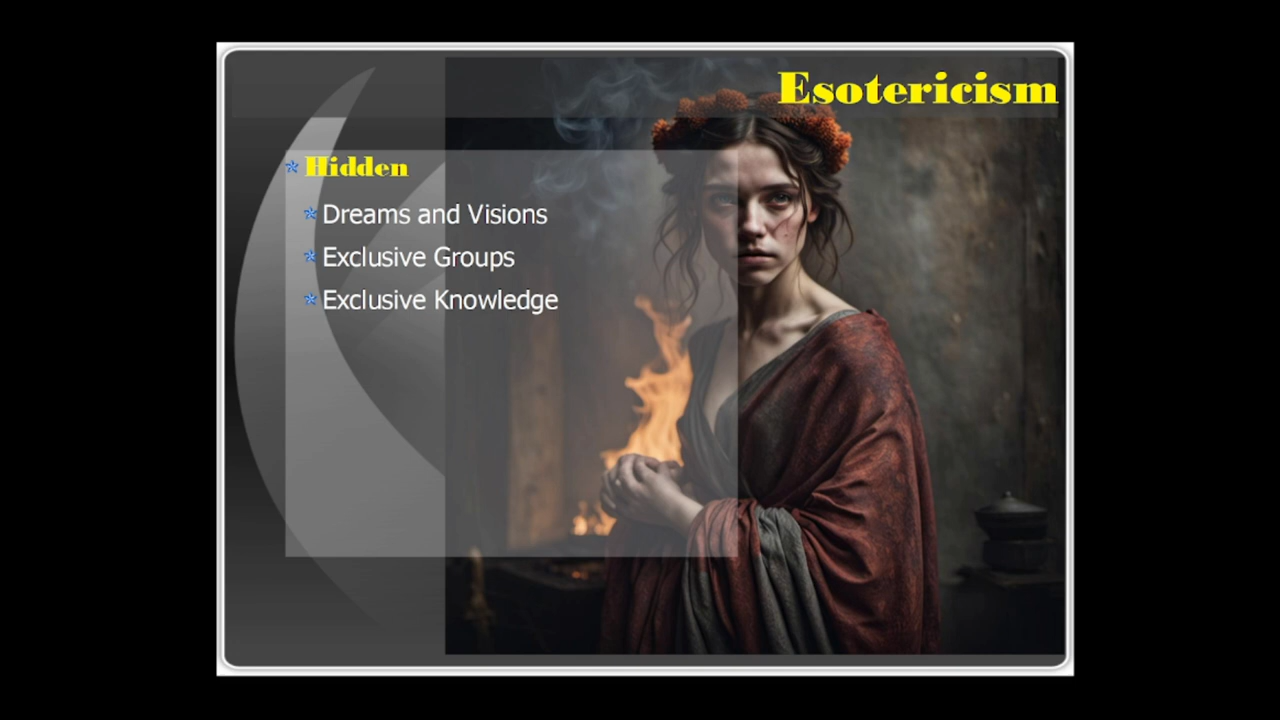 Esotericism
Hidden
Dreams and Visions
Exclusive Groups
Exclusive Knowledge